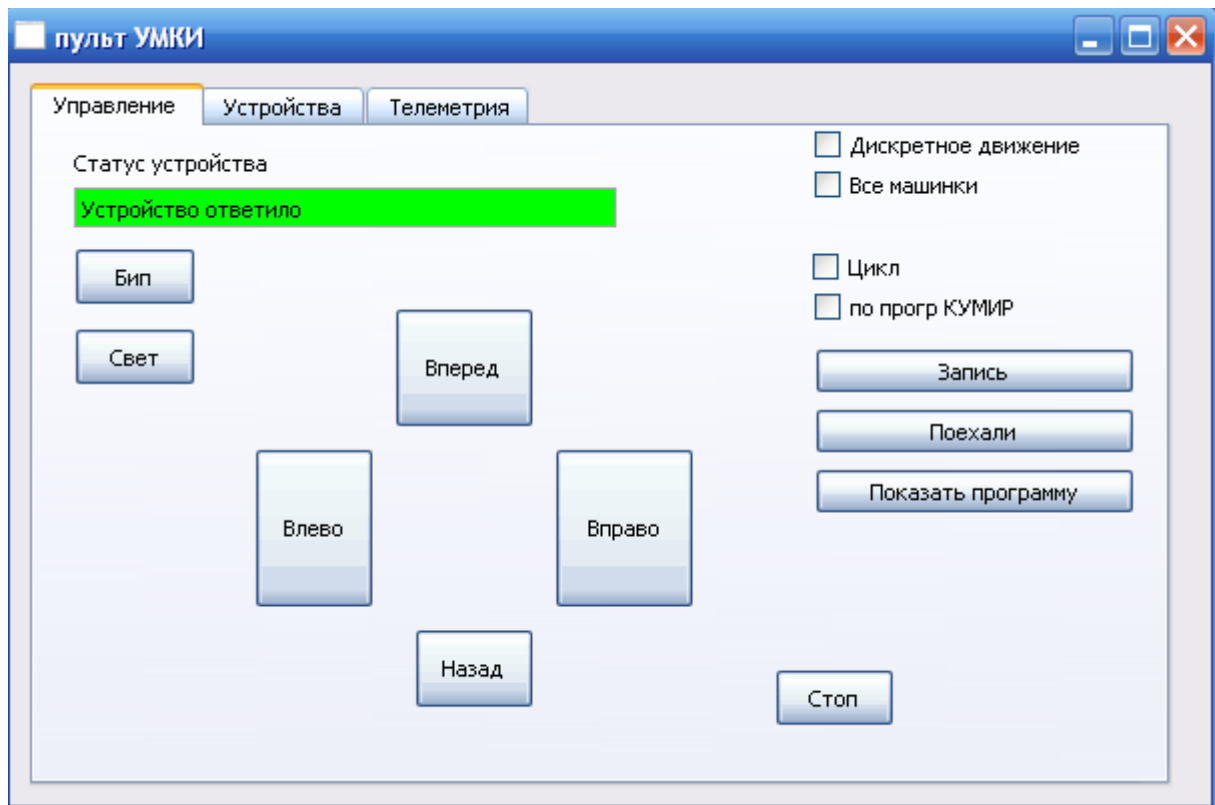 пульт УМКИ
Управление Устройства Телеметрия
Статус устройства
Устройство ответило
Бип
Свет
Вперед
Влево
Вправо
Назад
Дискретное движение
Все машинки
Цикл
по прогр КУМИР
Запись
Поехали
Показать программу
Стоп